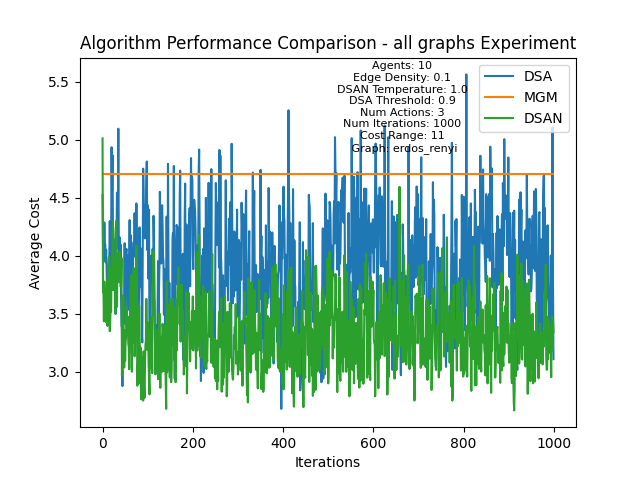 Algorithm Performance Comparison - all graphs Experiment
Agents: 10
Edge Density: 0.1
DSAN Temperature: 1.0
DSA Threshold: 0.9
Num Actions: 3
Num Iterations: 1000
Cost Range: 11
Graph: erdos_renyi
DSA
MGM
DSAN
Average Cost
5.5
5.0
4.5
4.0
3.5
3.0
0
200
400
600
800
1000
Iterations